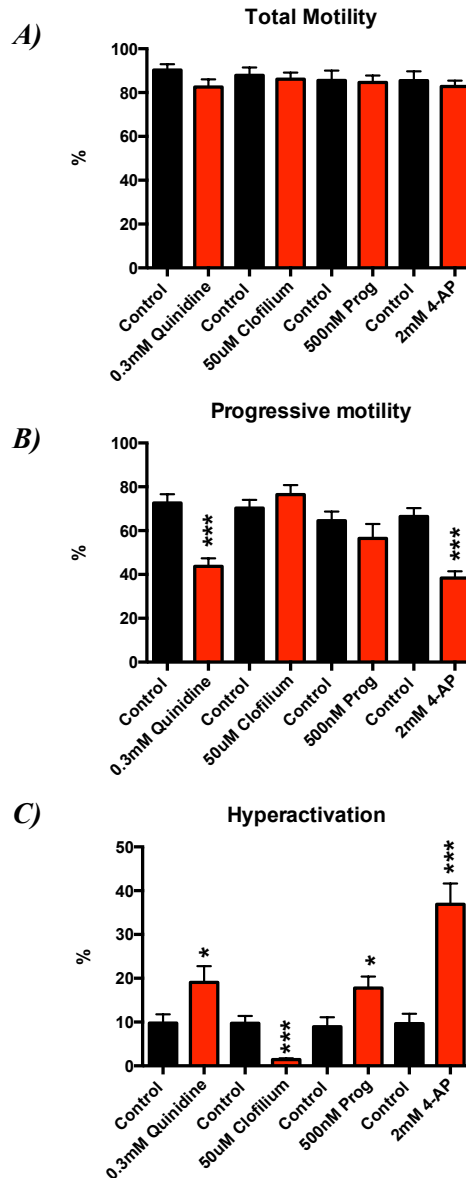 A)
Total Motility
100
80
60
40
20
0
%
Control
0.3mM Quinidine
Control
50uM Clofilium
Control
500nM Prog
Control
2mM 4-AP
B)
Progressive motility
100
80
60
40
20
0
%
***
***
Control
0.3mM Quinidine
Control
50uM Clofilium
Control
500nM Prog
Control
2mM 4-AP
C)
Hyperactivation
50
40
30
20
10
0
%
*
***
*
***
Control
0.3mM Quinidine
Control
50uM Clofilium
Control
500nM Prog
Control
2mM 4-AP